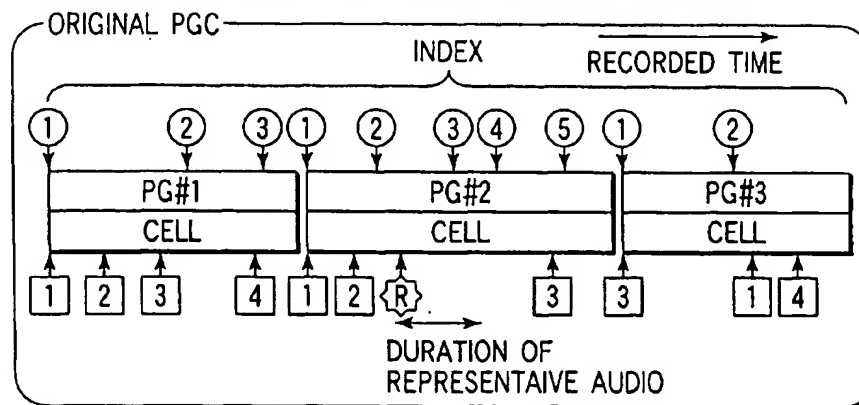 ORIGINAL PGC
INDEX
RECORDED TIME
1 2 3 1 2 3 4 5 1 2
PG#1 PG#2 PG#3
CELL CELL CELL
1 2 3 4 1 2 R 3 3 1 4
DURATION OF
REPRESENTAIVE AUDIO